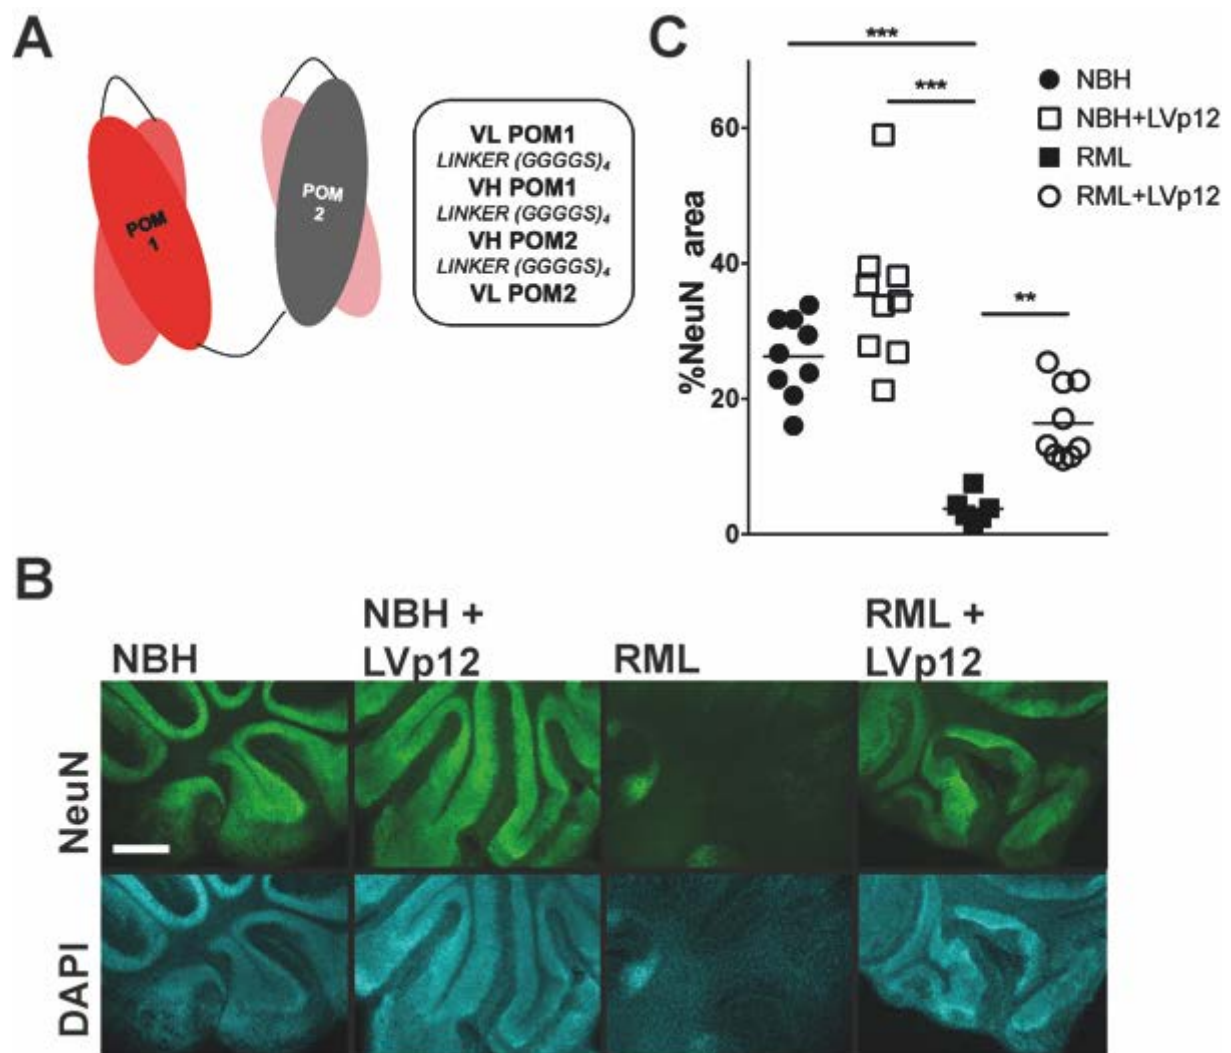 A
POM
1
POM
2
VL POM1
LINKER (GGGGS)4
VH POM1
LINKER (GGGGS)4
VH POM2
LINKER (GGGGS)4
VL POM2
C
***
***
**
%NeuN area
60
40
20
0
NBH
NBH+LVp12
RML
RML+LVp12
B
NBH
NBH +
LVp12
RML
RML +
LVp12
NeuN
DAPI